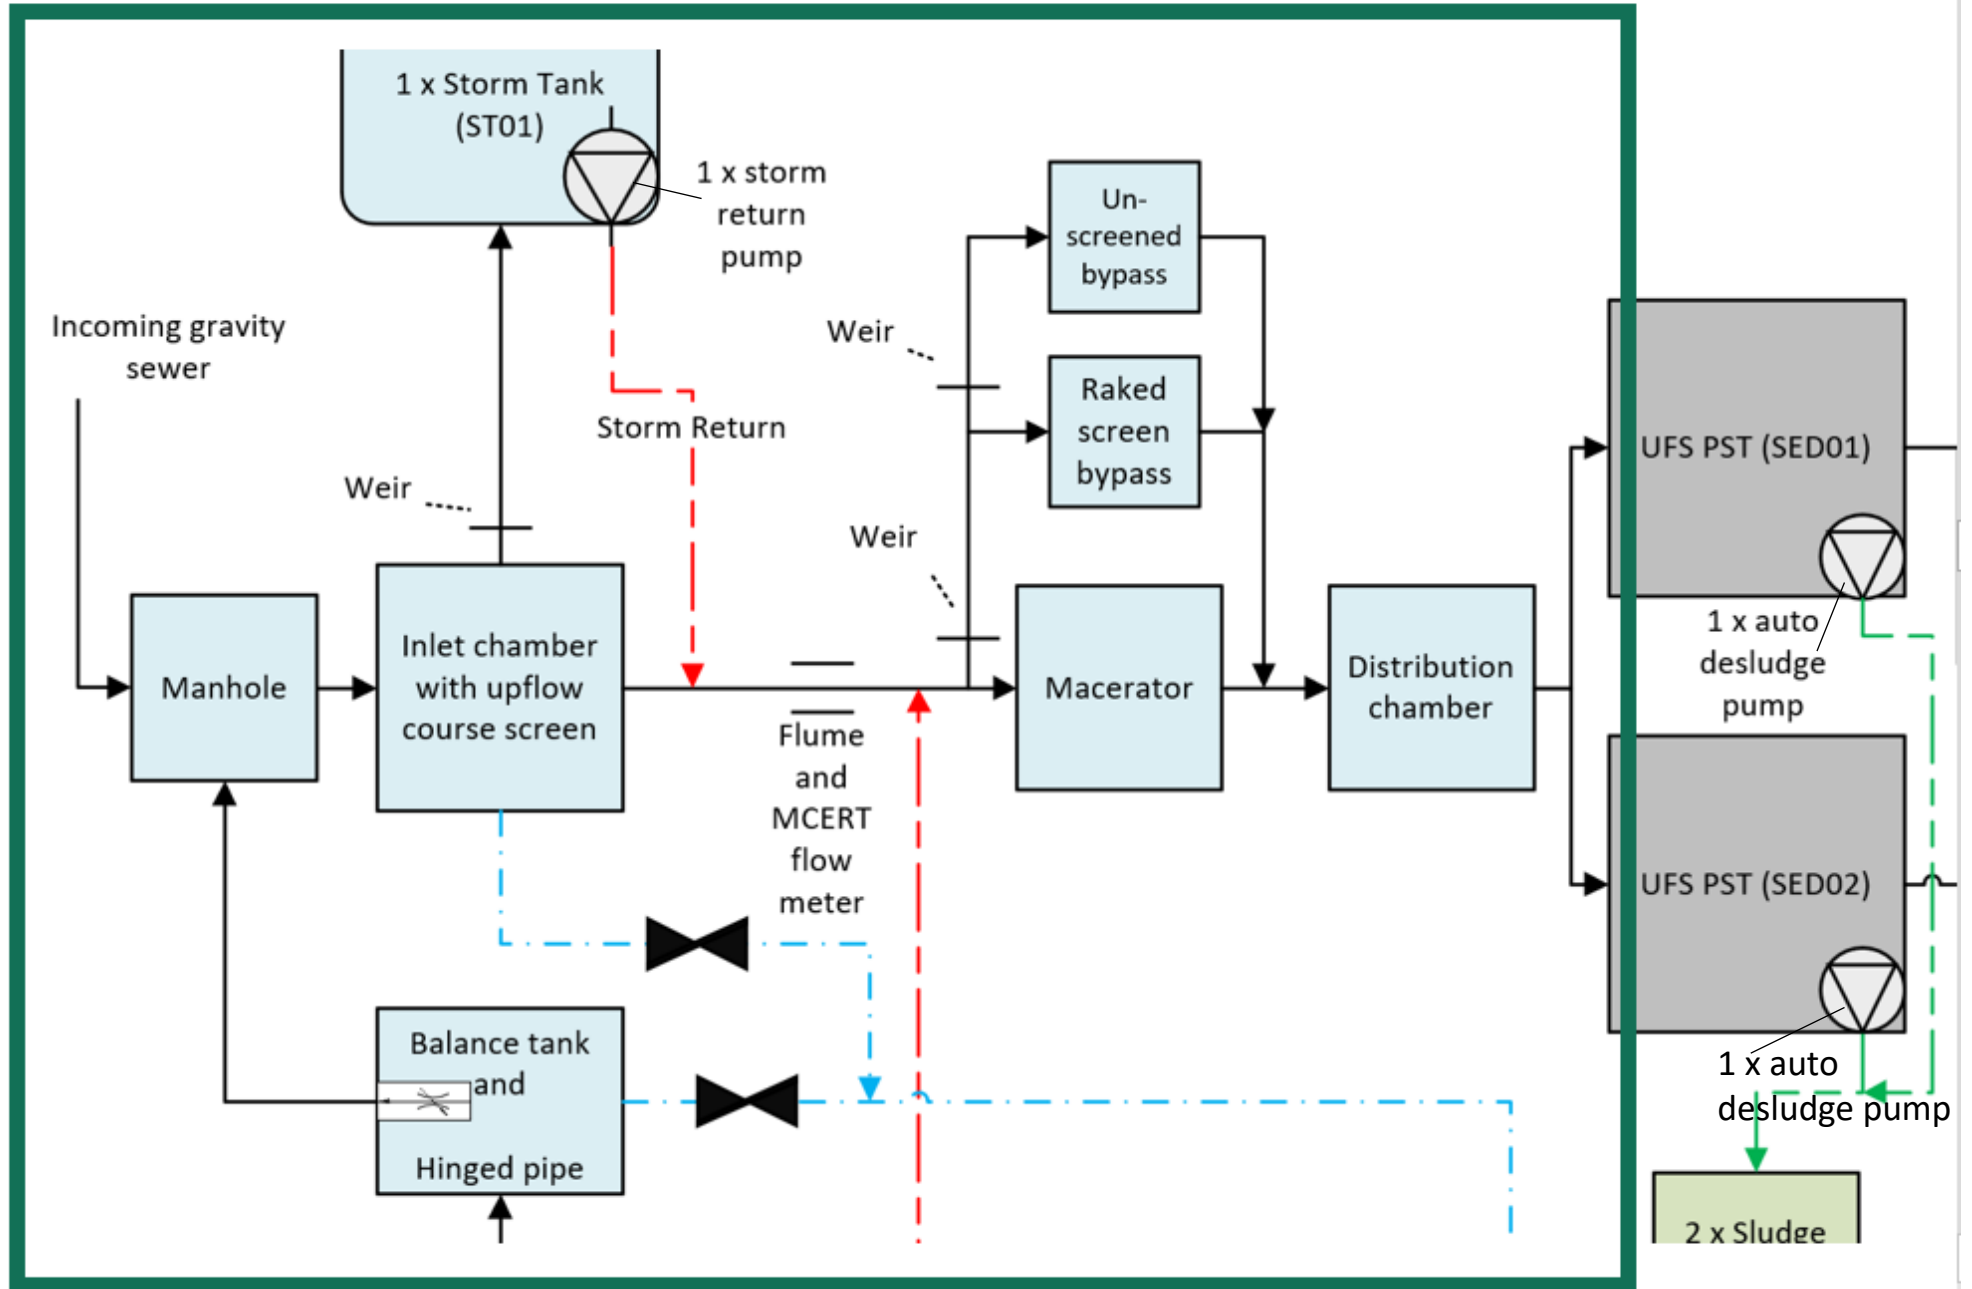 1 x Storm Tank
(ST01)
1 x storm
return
pump
Un-
screened
bypass
Incoming gravity
sewer
Weir
Raked
screen
bypass
Storm Return
UFS PST (SED01)
Weir
Weir
Manhole
Inlet chamber
with upflow
course screen
Macerator
Distribution
chamber
1 x auto
desludge
pump
Flume
and
MCERT
flow
meter
UFS PST (SED02)
Balance tank
and
Hinged pipe
1 x auto
desludge pump
2 x Sludge